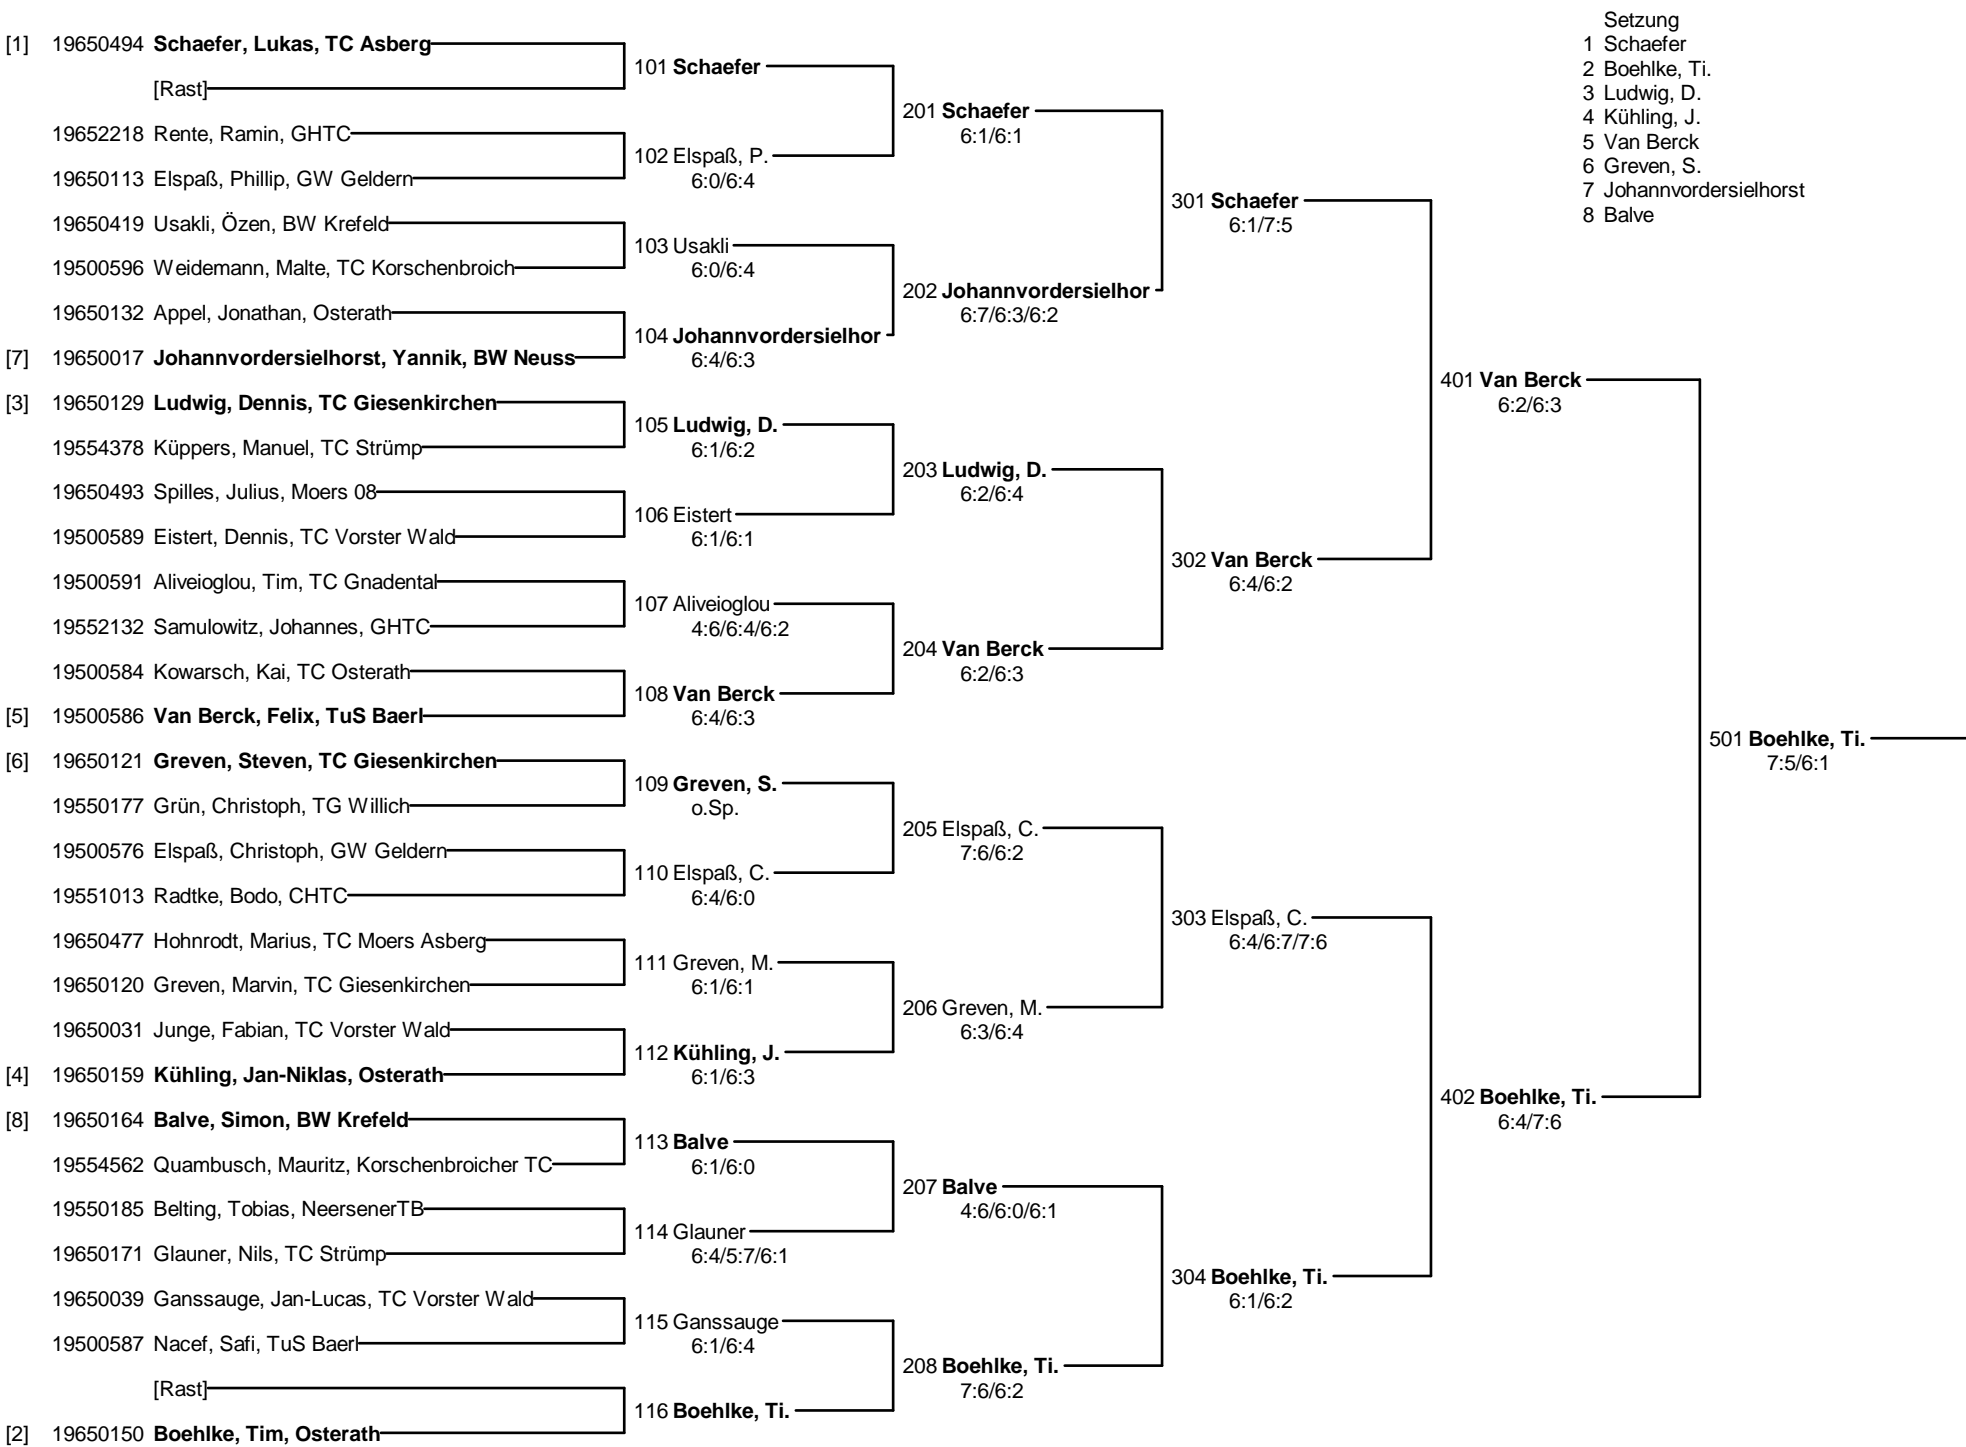 Setzung
1 Schaefer
2 Boehlke, Ti.
3 Ludwig, D.
4 Kühling, J.
5 Van Berck
6 Greven, S.
7 Johannvordersielhorst
8 Balve
[1] 19650494 Schaefer, Lukas, TC Asberg
[Rast]
19652218 Rente, Ramin, GHTC
19650113 Elspaß, Phillip, GW Geldern
19650419 Usakli, Özen, BW Krefeld
19500596 Weidemann, Malte, TC Korschenbroich
19650132 Appel, Jonathan, Osterath
[7] 19650017 Johannvordersielhorst, Yannik, BW Neuss
[3] 19650129 Ludwig, Dennis, TC Giesenkirchen
19554378 Küppers, Manuel, TC Strümp
19650493 Spilles, Julius, Moers 08
19500589 Eistert, Dennis, TC Vorster Wald
19500591 Aliveioglou, Tim, TC Gnadental
19552132 Samulowitz, Johannes, GHTC
19500584 Kowarsch, Kai, TC Osterath
[5] 19500586 Van Berck, Felix, TuS Baerl
[6] 19650121 Greven, Steven, TC Giesenkirchen
19550177 Grün, Christoph, TG Willich
19500576 Elspaß, Christoph, GW Geldern
19551013 Radtke, Bodo, CHTC
19650477 Hohnrodt, Marius, TC Moers Asberg
19650120 Greven, Marvin, TC Giesenkirchen
19650031 Junge, Fabian, TC Vorster Wald
[4] 19650159 Kühling, Jan-Niklas, Osterath
[8] 19650164 Balve, Simon, BW Krefeld
19554562 Quambusch, Mauritz, Korschenbroicher TC
19550185 Belting, Tobias, NeersenerTB
19650171 Glauner, Nils, TC Strümp
19650039 Ganssauge, Jan-Lucas, TC Vorster Wald
19500587 Nacef, Safi, TuS Baerl
[Rast]
[2] 19650150 Boehlke, Tim, Osterath
101 Schaefer
102 Elspaß, P.
6:0/6:4
103 Usakli
6:0/6:4
104 Johannvordersielhor
6:4/6:3
105 Ludwig, D.
6:1/6:2
106 Eistert
6:1/6:1
107 Aliveioglou
4:6/6:4/6:2
108 Van Berck
6:4/6:3
109 Greven, S.
o.Sp.
110 Elspaß, C.
6:4/6:0
111 Greven, M.
6:1/6:1
112 Kühling, J.
6:1/6:3
113 Balve
6:1/6:0
114 Glauner
6:4/5:7/6:1
115 Ganssauge
6:1/6:4
116 Boehlke, Ti.
201 Schaefer
6:1/6:1
202 Johannvordersielhor
6:7/6:3/6:2
203 Ludwig, D.
6:2/6:4
204 Van Berck
6:2/6:3
205 Elspaß, C.
7:6/6:2
206 Greven, M.
6:3/6:4
207 Balve
4:6/6:0/6:1
208 Boehlke, Ti.
7:6/6:2
301 Schaefer
6:1/7:5
302 Van Berck
6:4/6:2
303 Elspaß, C.
6:4/6:7/7:6
304 Boehlke, Ti.
6:1/6:2
401 Van Berck
6:2/6:3
402 Boehlke, Ti.
6:4/7:6
501 Boehlke, Ti.
7:5/6:1